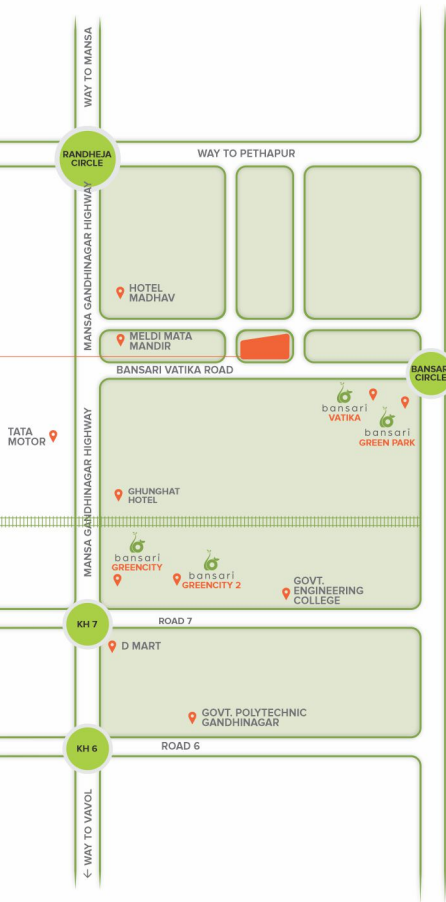 WAY TO MANSA
RANDHEJA
CIRCLE
WAY TO PETHAPUR
MANSA GANDHINAGAR HIGHWAY
HOTEL
MADHAV
MELDI MATA
MANDIR
BANSARI VATIKA ROAD
BANSARI
CIRCLE
bansari
VATIKA
bansari
GREEN PARK
TATA
MOTOR
MANSA GANDHINAGAR HIGHWAY
GHUNGHAT
HOTEL
bansari
GREENCITY
bansari
GREENCITY 2
GOVT.
ENGINEERING
COLLEGE
KH 7
ROAD 7
D MART
GOVT. POLYTECHNIC
GANDHINAGAR
KH 6
ROAD 6
← WAY TO VAVOL